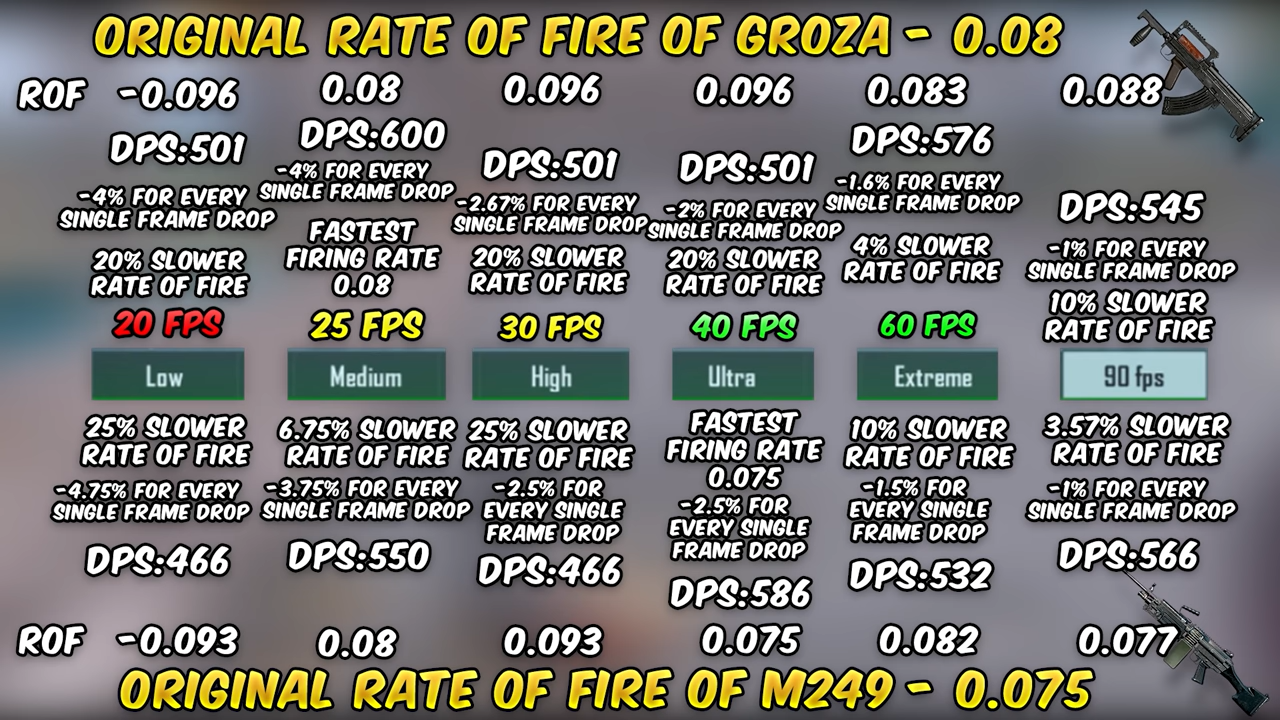 ORIGINAL RATE OF FIRE OF GROZA - 0.08
ROF -0.096 0.08 0.096 0.096 0.083 0.088
DPS:501
-4% FOR EVERY
SINGLE FRAME DROP
20% SLOWER
RATE OF FIRE
20 FPS
Low
DPS:600
-4% FOR EVERY
SINGLE FRAME DROP
FASTEST
FIRING RATE
0.08
25 FPS
Medium
DPS:501
-2.67% FOR EVERY
SINGLE FRAME DROP
20% SLOWER
RATE OF FIRE
30 FPS
High
DPS:501
-2% FOR EVERY
SINGLE FRAME DROP
20% SLOWER
RATE OF FIRE
40 FPS
Ultra
DPS:576
-1.6% FOR EVERY
SINGLE FRAME DROP
4% SLOWER
RATE OF FIRE
60 FPS
Extreme
DPS:545
-1% FOR EVERY
SINGLE FRAME DROP
10% SLOWER
RATE OF FIRE
90 fps
25% SLOWER
RATE OF FIRE
-4.75% FOR EVERY
SINGLE FRAME DROP
DPS:466
6.75% SLOWER
RATE OF FIRE
-3.75% FOR EVERY
SINGLE FRAME DROP
DPS:550
25% SLOWER
RATE OF FIRE
-2.5% FOR
EVERY SINGLE
FRAME DROP
DPS:466
FASTEST
FIRING RATE
0.075
-2.5% FOR
EVERY SINGLE
FRAME DROP
DPS:586
10% SLOWER
RATE OF FIRE
-1.5% FOR
EVERY SINGLE
FRAME DROP
DPS:532
3.57% SLOWER
RATE OF FIRE
-1% FOR EVERY
SINGLE FRAME DROP
DPS:566
ROF -0.093 0.08 0.093 0.075 0.082 0.077
ORIGINAL RATE OF FIRE OF M249 - 0.075